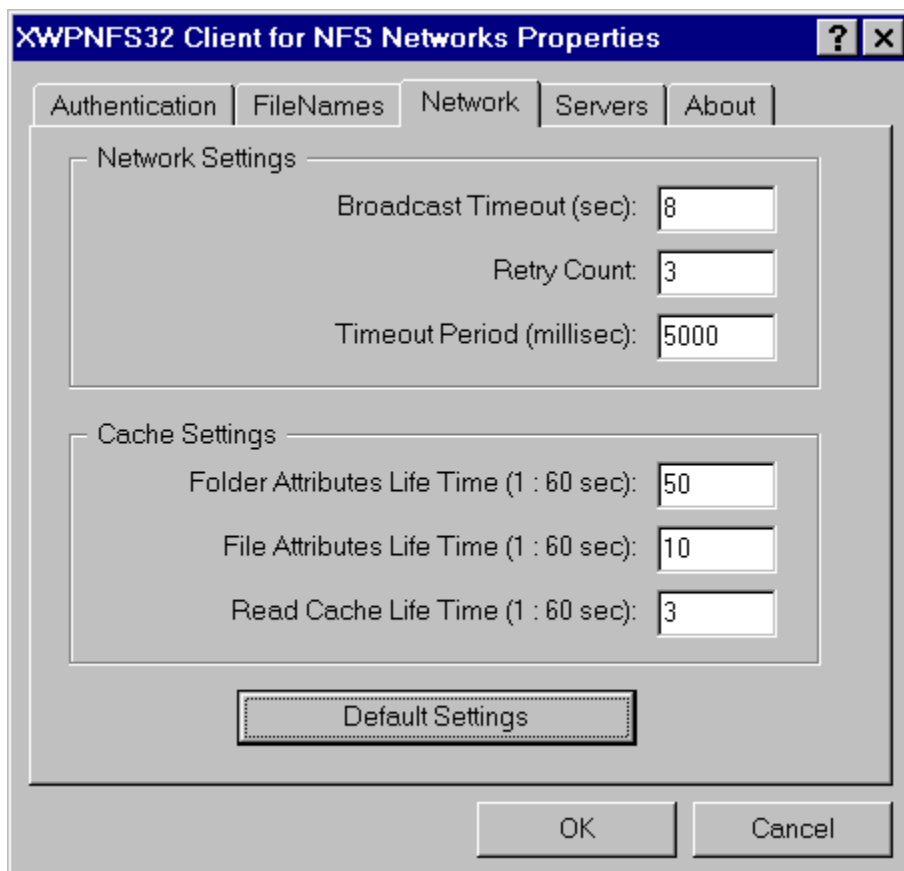 XWPNFS32 Client for NFS Networks Properties ? ×
Authentication FileNames Network Servers About
Network Settings
Broadcast Timeout (sec): 8
Retry Count: 3
Timeout Period (millisec): 5000
Cache Settings
Folder Attributes Life Time (1 : 60 sec): 50
File Attributes Life Time (1 : 60 sec): 10
Read Cache Life Time (1 : 60 sec): 3
Default Settings
OK Cancel